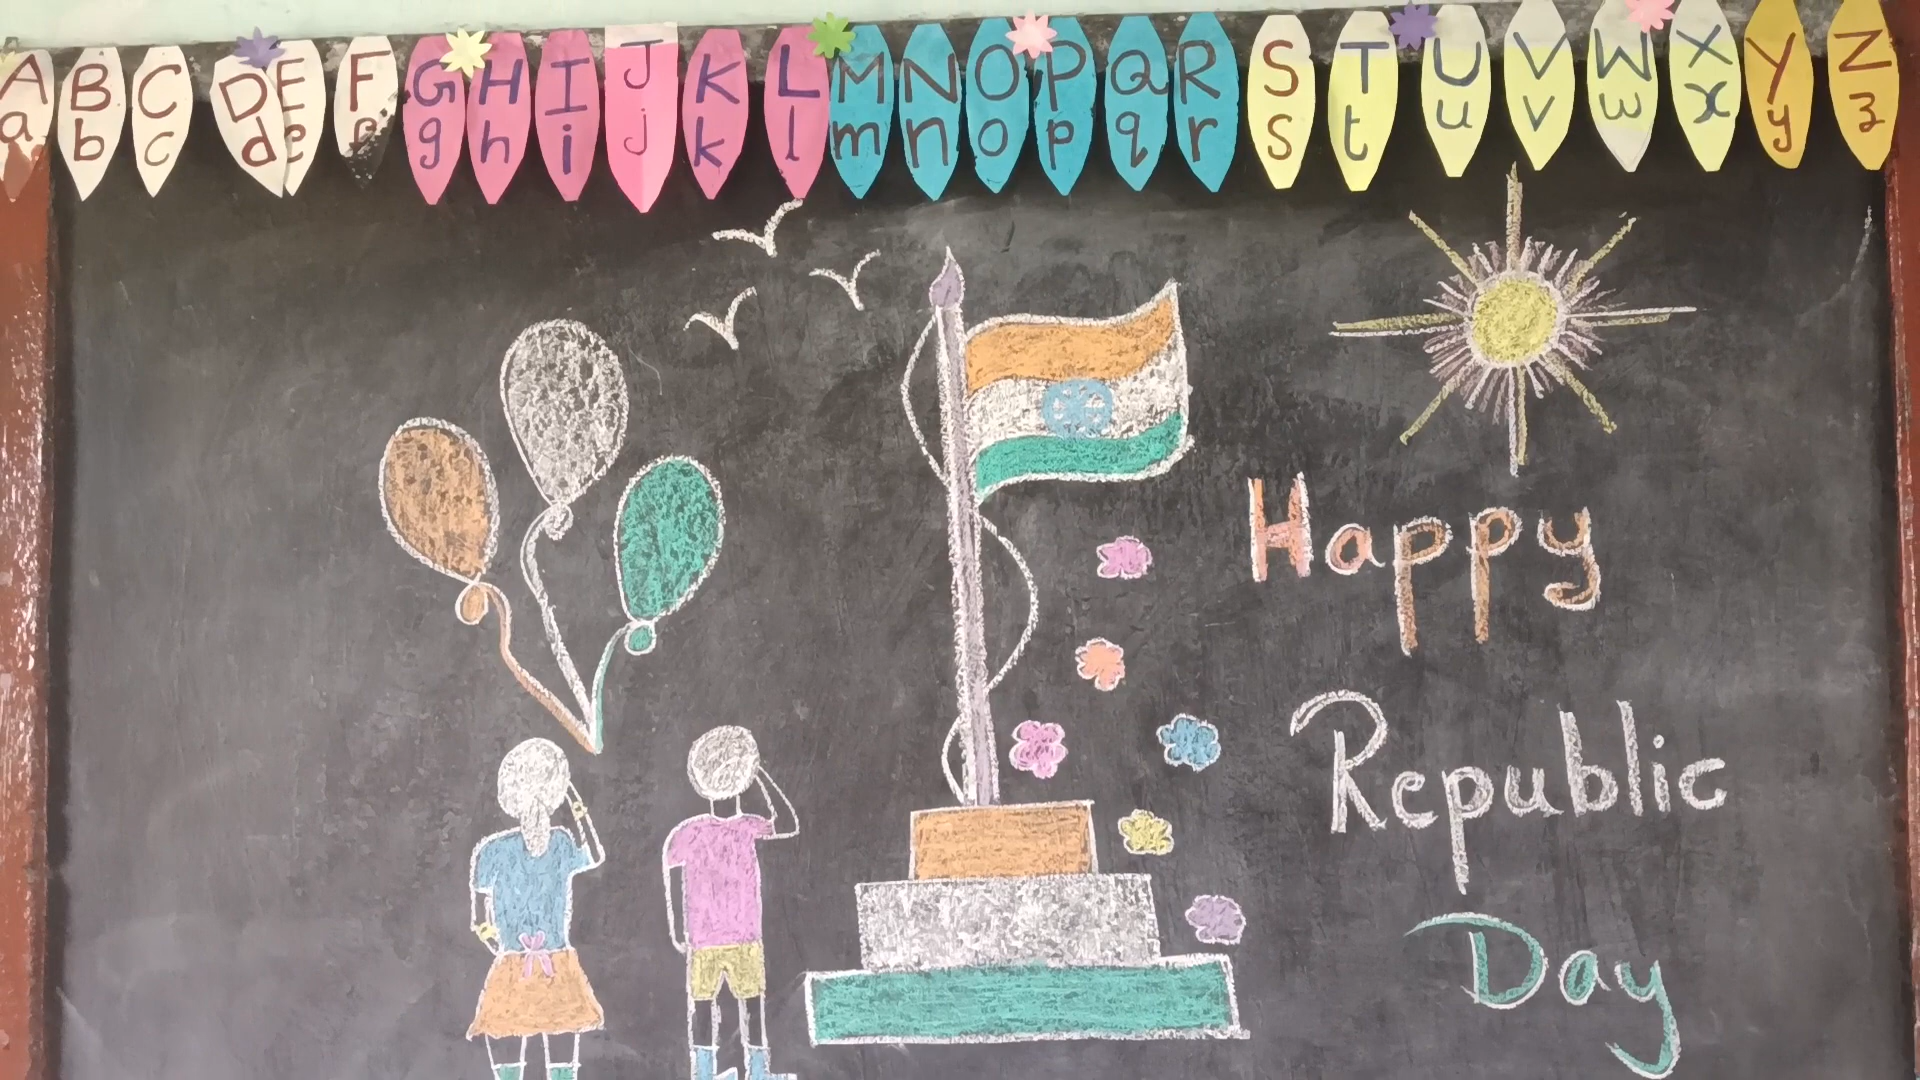 A B C D E F G H I J K L M N O P Q R S T U V W X Y Z
a b c d e f g h i j k l m n o p q r s t u v w x y z
Happy
Republic
Day